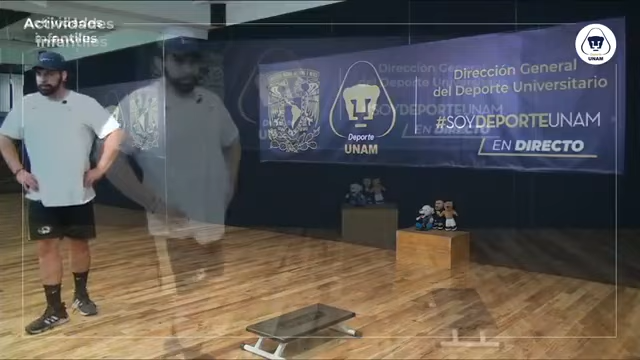 Actividades
infantiles
UNAM
Dirección General
del Deporte Universitario
#SOYDEPORTEUNAM
EN DIRECTO
Deporte
UNAM